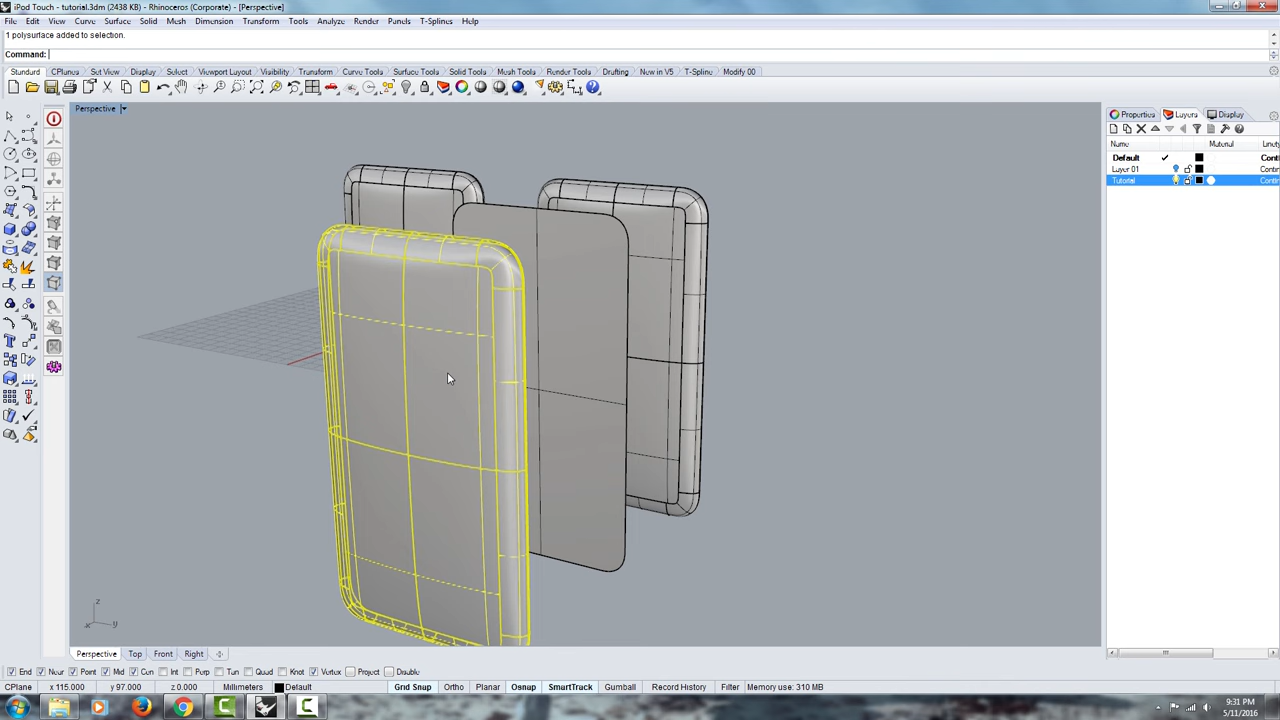 iPod Touch - tutorial.3dm (2438 KB) - Rhinoceros (Corporate) - [Perspective]
File Edit View Curve Surface Solid Mesh Dimension Transform Tools Analyze Render Panels T-Splines Help
1 polysurface added to selection.
Command:
Standard CPlanes Set View Display Select Viewport Layout Visibility Transform Curve Tools Surface Tools Solid Tools Mesh Tools Render Tools Drafting New in V5 T-Spline Modify 00
Perspective
Properties Layers Display
Name Material Linety
Default Conti
Layer 01 Contin
Tutorial Contin
z
x y
Perspective Top Front Right
End Near Point Mid Cen Int Perp Tan Quad Knot Vertex Project Disable
CPlane x 115.000 y 97.000 z 0.000 Millimeters Default Grid Snap Ortho Planar Osnap SmartTrack Gumball Record History Filter Memory use: 310 MB
9:31 PM
5/11/2016